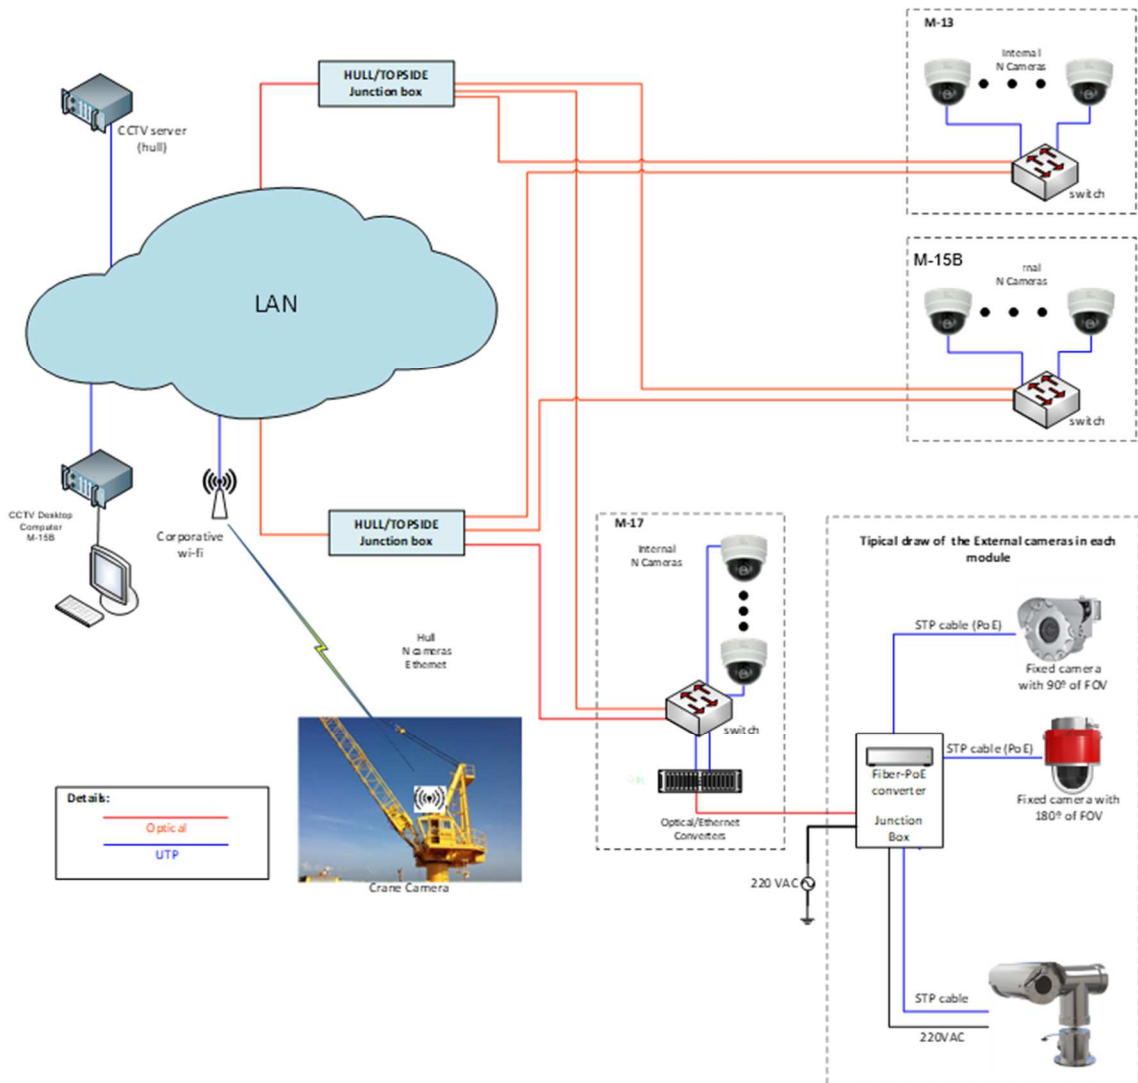 M-13
Internal
N Cameras
switch
HULL/TOPSIDE
Junction box
CCTV server
(hull)
LAN
M-15B
rnal
N Cameras
switch
CCTV Desktop
Computer
M-15B
Corporative
wi-fi
HULL/TOPSIDE
Junction box
Hull
N cameras
Ethernet
M-17
Internal
N Cameras
switch
Optical/Ethernet
Converters
Tipical draw of the External cameras in each
module
STP cable (PoE)
Fixed camera
with 90º of FOV
STP cable (PoE)
Fixed camera with
180º of FOV
Fiber-PoE
converter
Junction
Box
220 VAC
STP cable
220VAC
Details:
Optical
UTP
Crane Camera